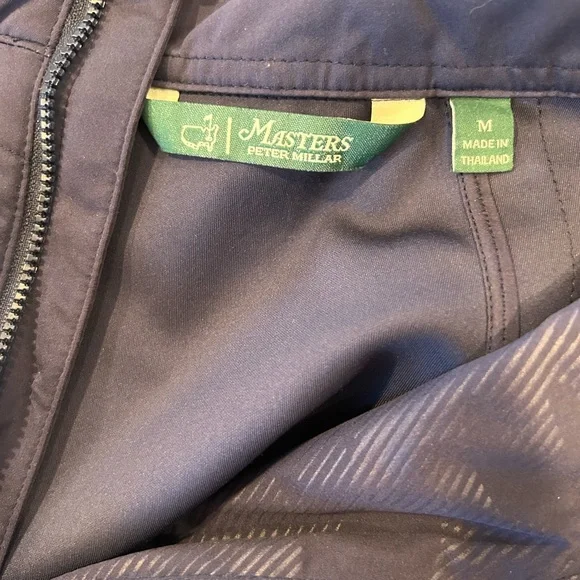 MASTERS
PETER MILLAR
M
MADE IN
THAILAND